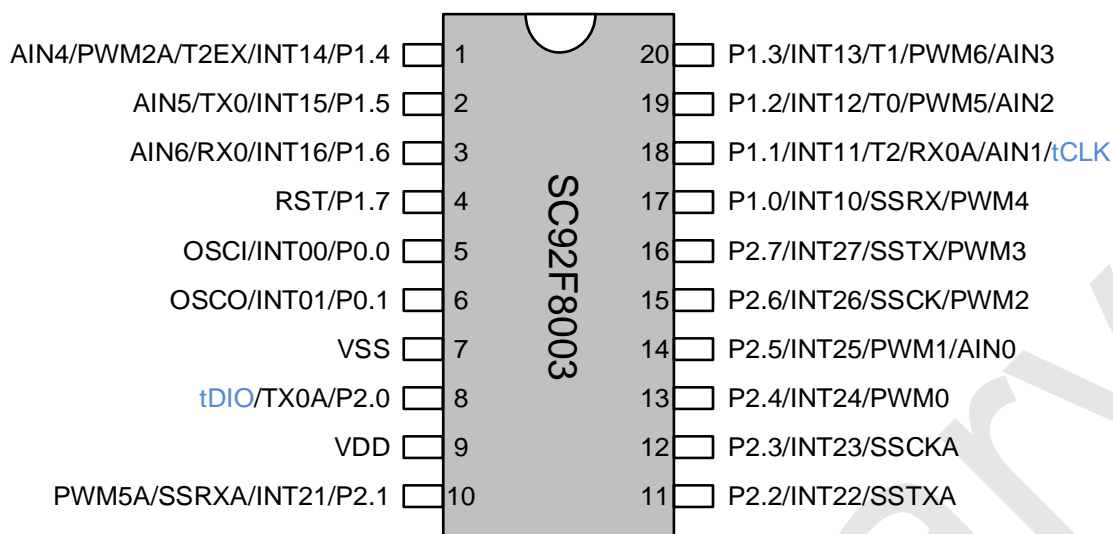 AIN4/PWM2A/T2EX/INT14/P1.4 1 20 P1.3/INT13/T1/PWM6/AIN3
AIN5/TX0/INT15/P1.5 2 19 P1.2/INT12/T0/PWM5/AIN2
AIN6/RX0/INT16/P1.6 3 18 P1.1/INT11/T2/RX0A/AIN1/tCLK
RST/P1.7 4 17 P1.0/INT10/SSRX/PWM4
OSCI/INT00/P0.0 5 16 P2.7/INT27/SSTX/PWM3
OSCO/INT01/P0.1 6 15 P2.6/INT26/SSCK/PWM2
VSS 7 14 P2.5/INT25/PWM1/AIN0
tDIO/TX0A/P2.0 8 13 P2.4/INT24/PWM0
VDD 9 12 P2.3/INT23/SSCKA
PWM5A/SSRXA/INT21/P2.1 10 11 P2.2/INT22/SSTXA
SC92F8003